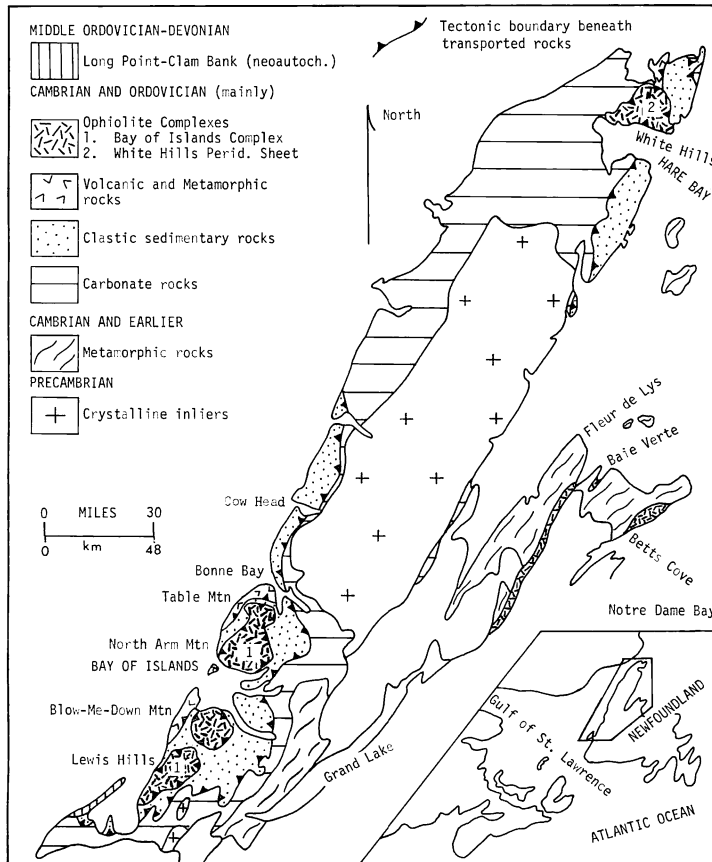 MIDDLE ORDOVICIAN-DEVONIAN
Long Point-Clam Bank (neoautoch.)
CAMBRIAN AND ORDOVICIAN (mainly)
Ophiolite Complexes
1. Bay of Islands Complex
2. White Hills Perid. Sheet
Volcanic and Metamorphic
rocks
Clastic sedimentary rocks
Carbonate rocks
CAMBRIAN AND EARLIER
Metamorphic rocks
PRECAMBRIAN
Crystalline inliers
Tectonic boundary beneath
transported rocks
North
2
White Hills
HARE BAY
0 MILES 30
0 km 48
Fleur de Lys
Baie Verte
Betts Cove
Notre Dame Bay
Cow Head
Bonne Bay
Table Mtn
North Arm Mtn
1
BAY OF ISLANDS
Blow-Me-Down Mtn
Lewis Hills
1
Grand Lake
Gulf of St. Lawrence
NEWFOUNDLAND
ATLANTIC OCEAN